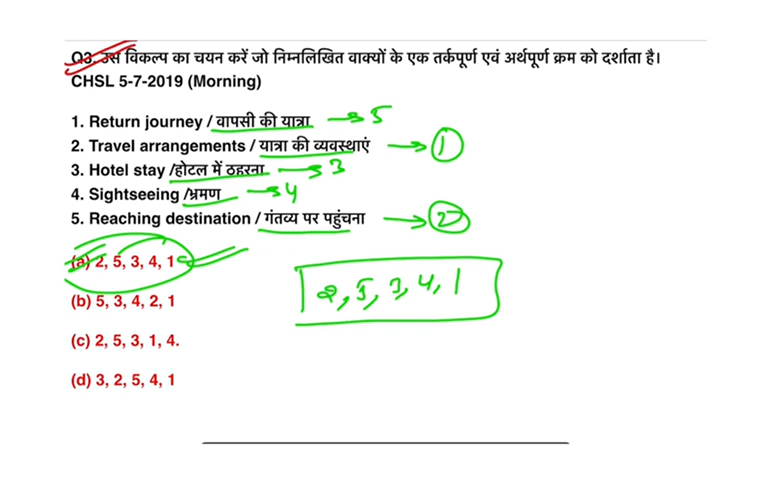 Q3. उस विकल्प का चयन करें जो निम्नलिखित वाक्यों के एक तर्कपूर्ण एवं अर्थपूर्ण क्रम को दर्शाता है।
CHSL 5-7-2019 (Morning)
1. Return journey / वापसी की यात्रा → 5
2. Travel arrangements / यात्रा की व्यवस्थाएं → 1
3. Hotel stay /होटल में ठहरना → 3
4. Sightseeing /भ्रमण → 4
5. Reaching destination / गंतव्य पर पहुंचना → 2
(a) 2, 5, 3, 4, 1
2, 5, 3, 4, 1
(b) 5, 3, 4, 2, 1
(c) 2, 5, 3, 1, 4.
(d) 3, 2, 5, 4, 1